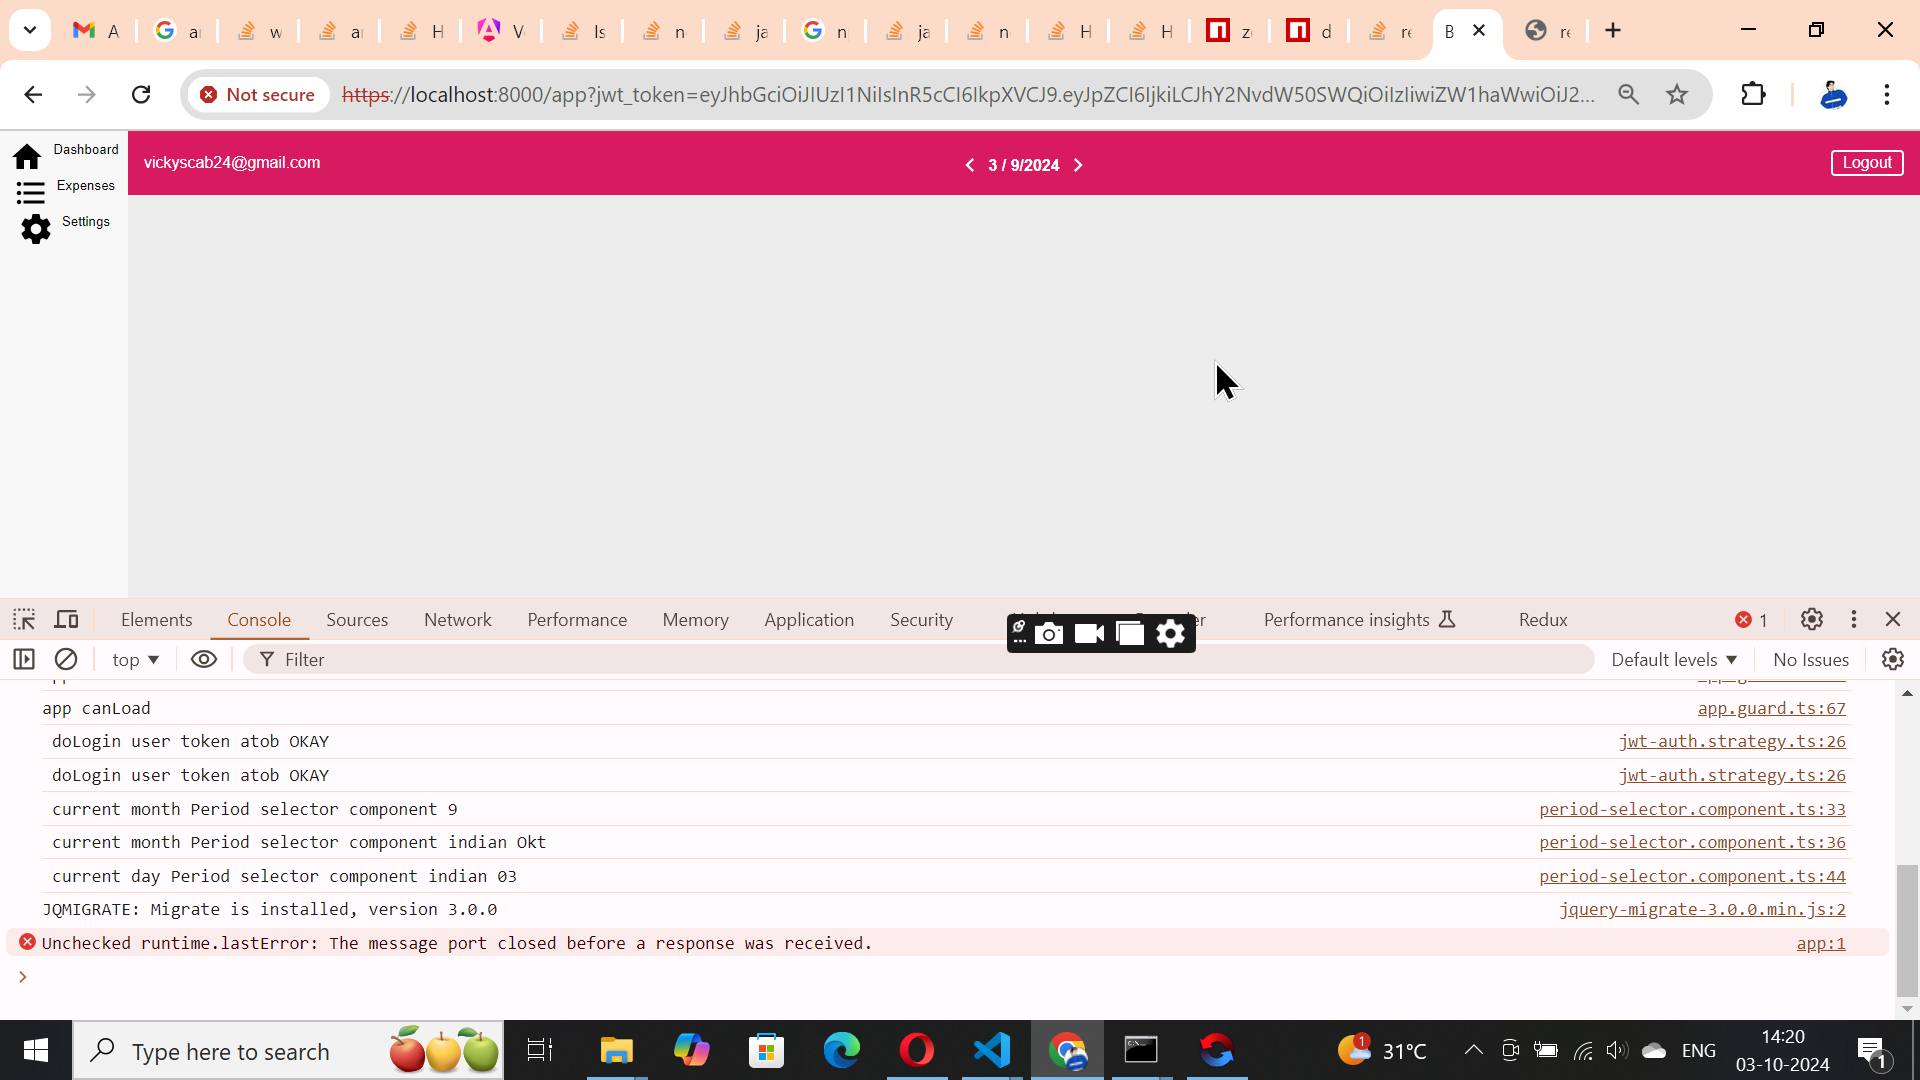 A
a
w
a
H
V
Is
n
ja
n
ja
n
H
H
z
d
re
B
re
Not secure
https://localhost:8000/app?jwt_token=eyJhbGciOiJIUzI1NiIsInR5cCI6IkpXVCJ9.eyJpZCI6IjkiLCJhY2NvdW50SWQiOiIzIiwiZW1haWwiOiJ2...
Dashboard
Expenses
Settings
vickyscab24@gmail.com
3 / 9/2024
Logout
Elements Console Sources Network Performance Memory Application Security Performance insights Redux
1
top
Filter
Default levels
No Issues
app canLoad app.guard.ts:67
doLogin user token atob OKAY jwt-auth.strategy.ts:26
doLogin user token atob OKAY jwt-auth.strategy.ts:26
current month Period selector component 9 period-selector.component.ts:33
current month Period selector component indian Okt period-selector.component.ts:36
current day Period selector component indian 03 period-selector.component.ts:44
JQMIGRATE: Migrate is installed, version 3.0.0 jquery-migrate-3.0.0.min.js:2
Unchecked runtime.lastError: The message port closed before a response was received. app:1
Type here to search
1
31°C
ENG
14:20
03-10-2024
1